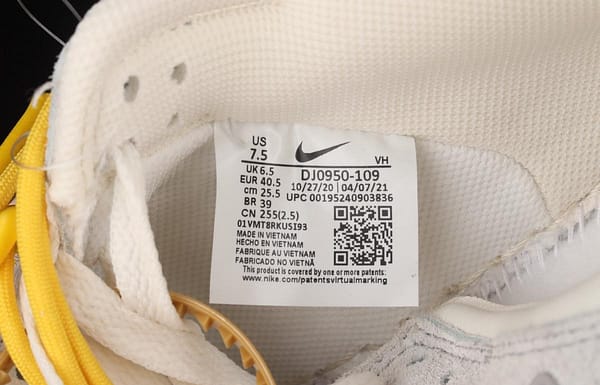 US
7.5
VH
UK 6.5
EUR 40.5
cm 25.5
BR 39
CN 255(2.5)
DJ0950-109
10/27/20 04/07/21
UPC 00195240903836
01VMT8RKUSI93
MADE IN VIETNAM
HECHO EN VIETNAM
FABRIQUE AU VIETNAM
FABRICADO NO VIETNÃ
This product is covered by one or more patents:
www.nike.com/patentsvirtualmarking